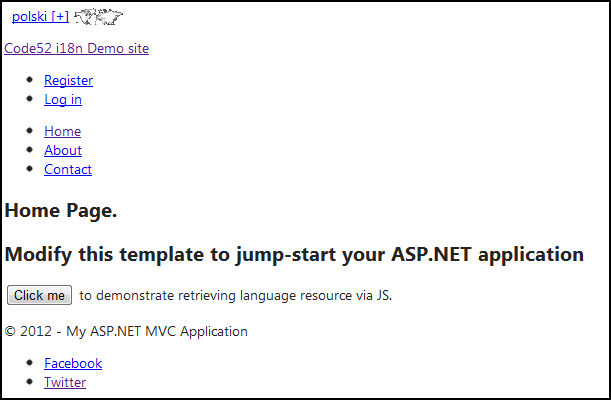 polski [+]
Code52 i18n Demo site
Register
Log in
Home
About
Contact
Home Page.
Modify this template to jump-start your ASP.NET application
Click me to demonstrate retrieving language resource via JS.
© 2012 - My ASP.NET MVC Application
Facebook
Twitter